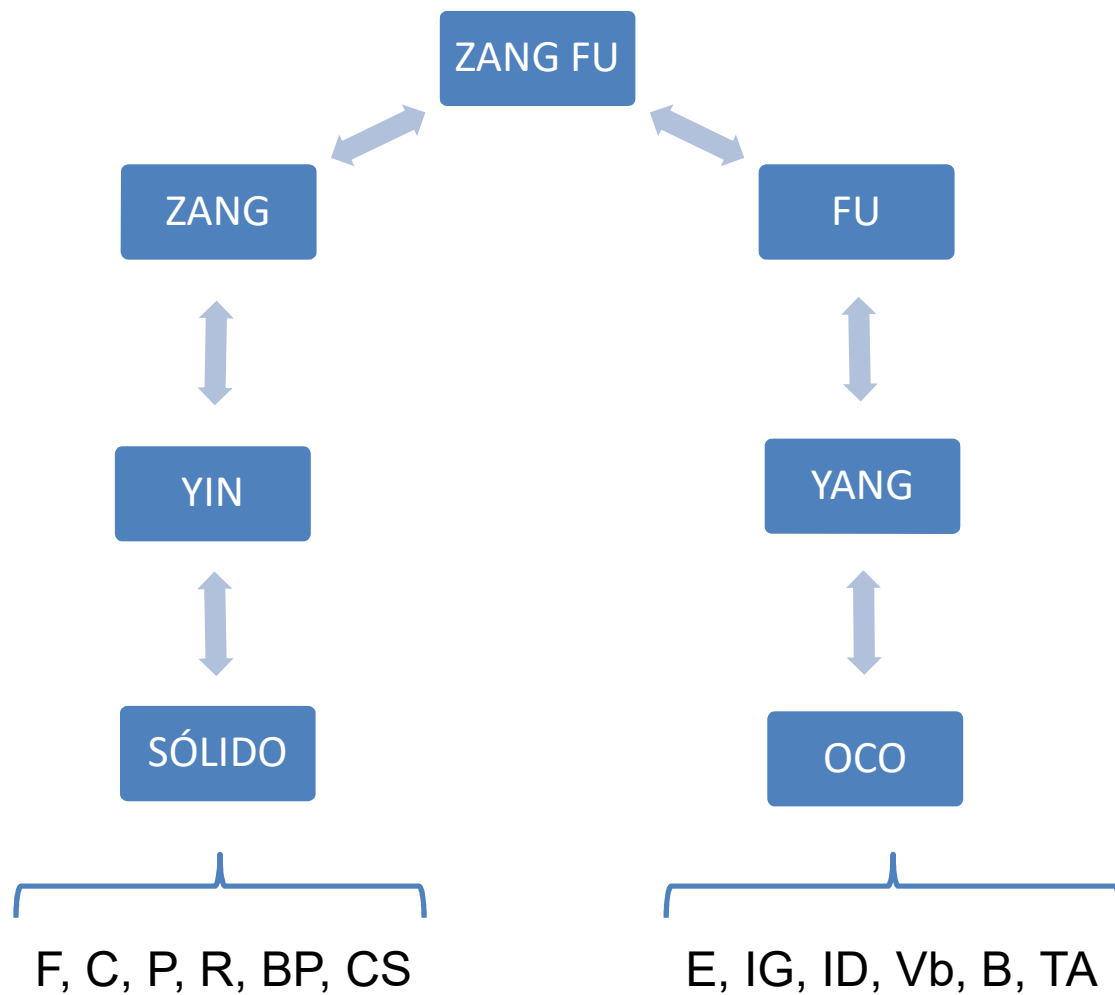 ZANG FU
ZANG
FU
YIN
YANG
SÓLIDO
OCO
F, C, P, R, BP, CS
E, IG, ID, Vb, B, TA